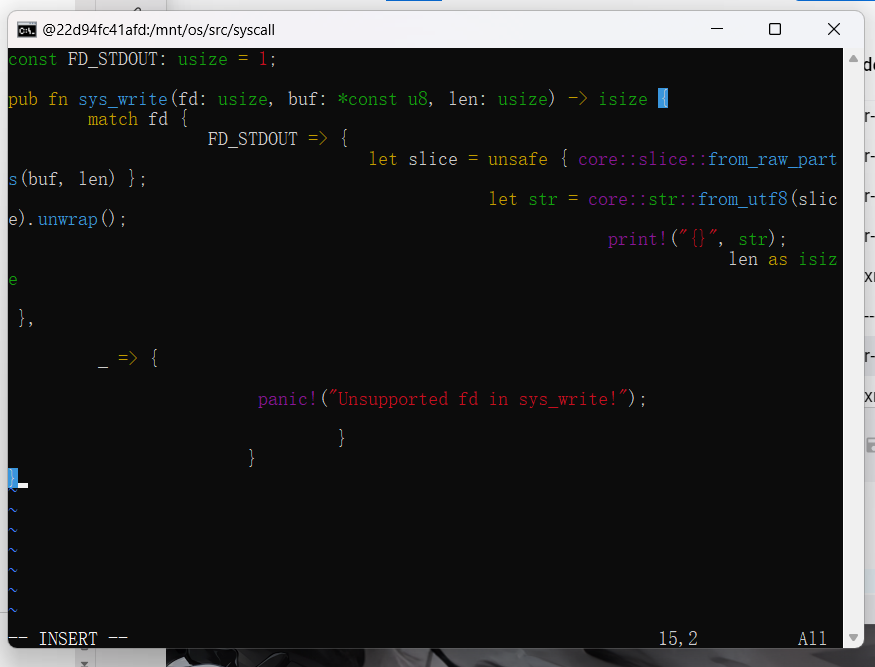 @22d94fc41afd:/mnt/os/src/syscall
const FD_STDOUT: usize = 1;
pub fn sys_write(fd: usize, buf: *const u8, len: usize) -> isize {
match fd {
FD_STDOUT => {
let slice = unsafe { core::slice::from_raw_part
s(buf, len) };
let str = core::str::from_utf8(slic
e).unwrap();
print!("{}", str);
len as isiz
e
},
_ => {
panic!("Unsupported fd in sys_write!");
}
}
}
~
~
~
~
~
~
~
-- INSERT -- 15,2 All